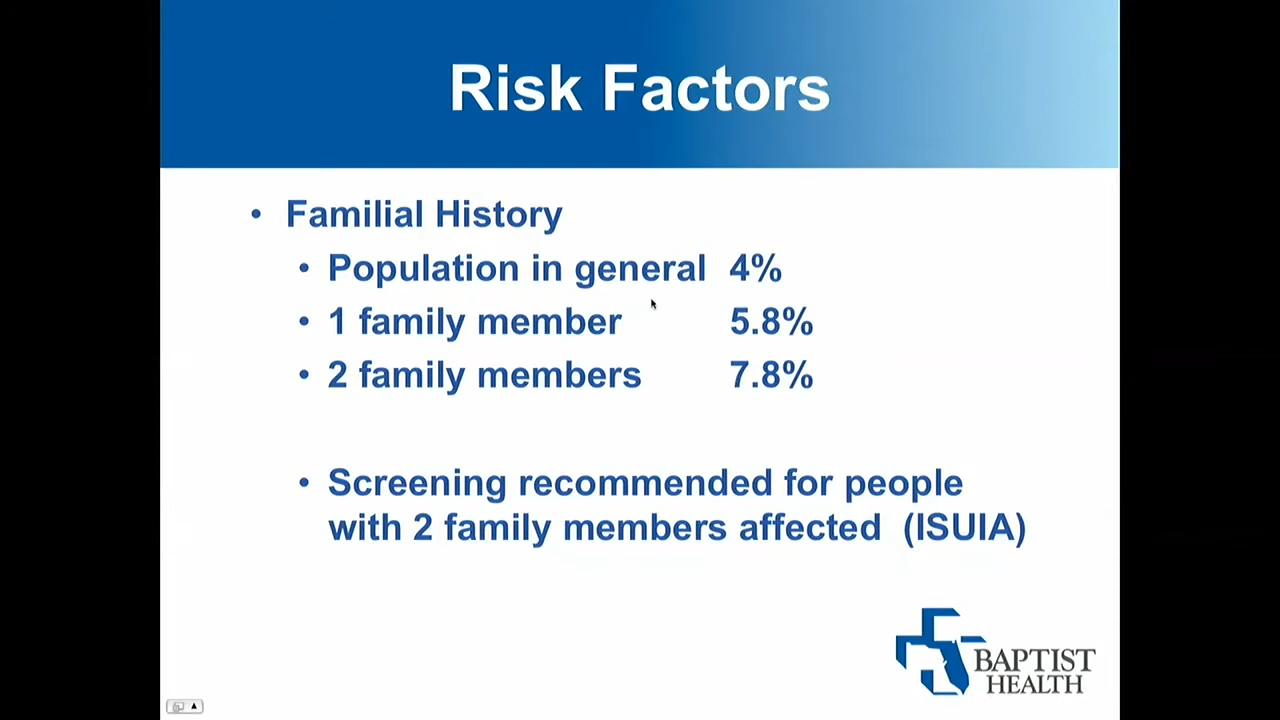 Risk Factors
• Familial History
• Population in general 4%
• 1 family member 5.8%
• 2 family members 7.8%
• Screening recommended for people
with 2 family members affected (ISUIA)
BAPTIST
HEALTH